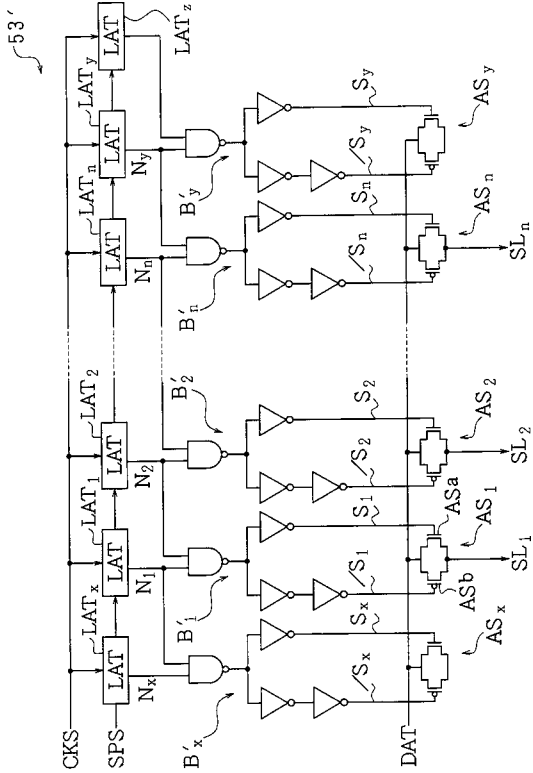 53'
LATz
LATy
LATn
LAT2
LAT1
LATx
CKS
SPS
LAT
LAT
LAT
LAT
LAT
LAT
Nx
N1
N2
Nn
Ny
B'x
B'1
B'2
B'n
B'y
/Sx
Sx
/S1
S1
/S2
S2
/Sn
Sn
/Sy
Sy
DAT
ASx
ASb
AS1
ASa
AS2
ASn
ASy
SL1
SL2
SLn